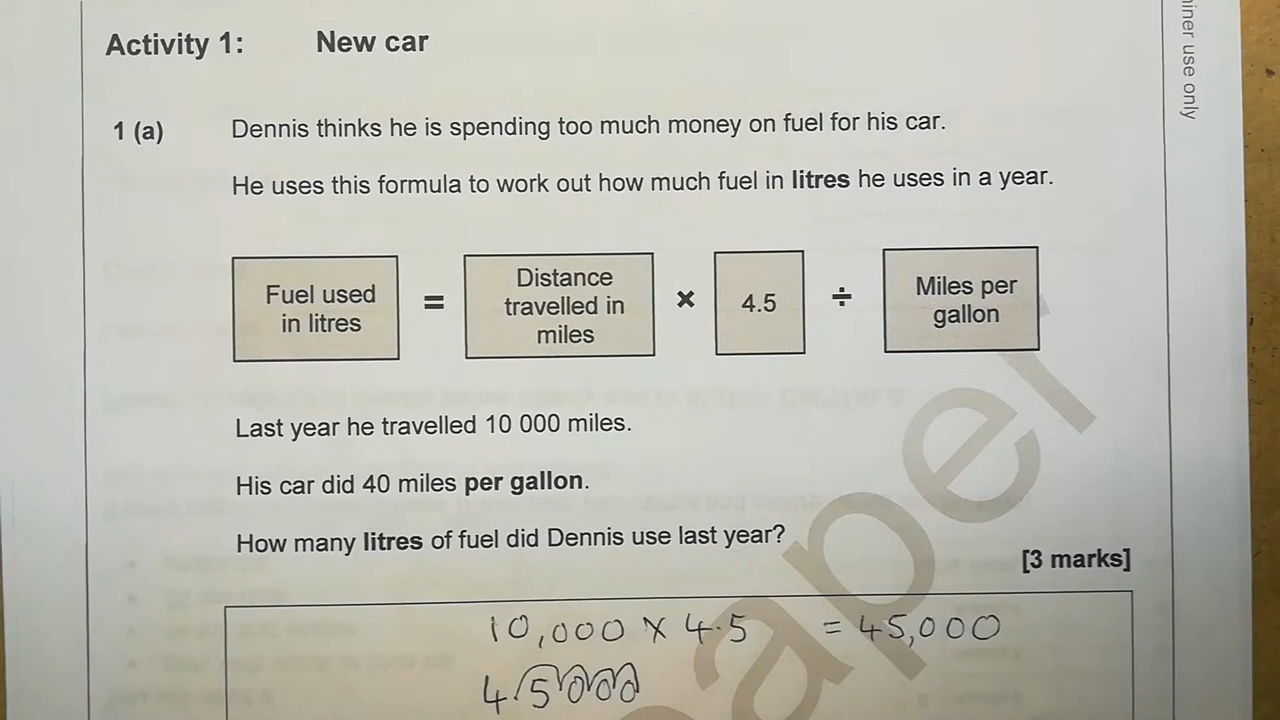 Activity 1: New car
iner use only
1 (a) Dennis thinks he is spending too much money on fuel for his car.
He uses this formula to work out how much fuel in litres he uses in a year.
Fuel used
in litres
=
Distance
travelled in
miles
×
4.5
÷
Miles per
gallon
Last year he travelled 10 000 miles.
His car did 40 miles per gallon.
How many litres of fuel did Dennis use last year?
[3 marks]
10,000 × 4.5 = 45,000
4.5000
aper